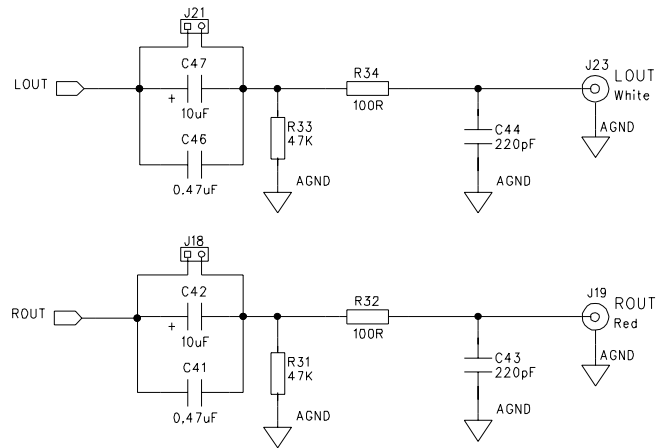 J21
C47
LOUT
+
10uF
C46
0.47uF
R33
47K
AGND
R34
100R
C44
220pF
AGND
J23
LOUT
White
AGND
J18
C42
ROUT
+
10uF
C41
0.47uF
R31
47K
AGND
R32
100R
C43
220pF
AGND
J19
ROUT
Red
AGND